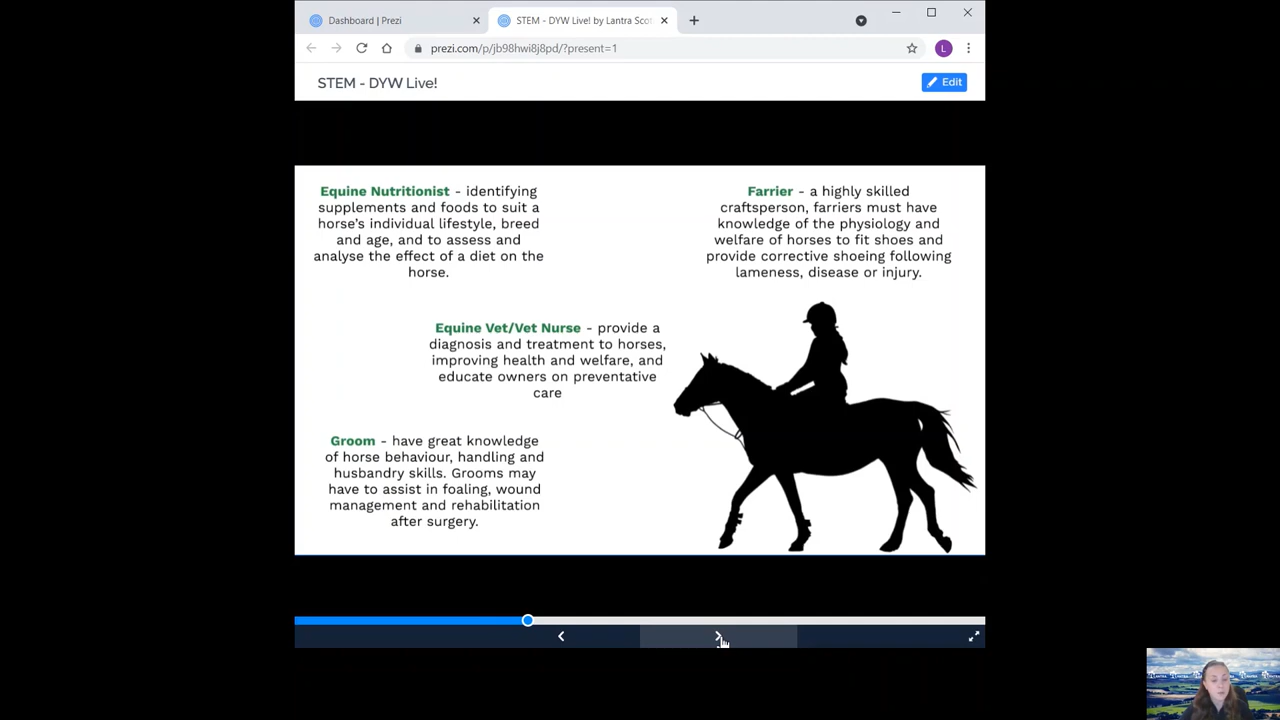 Dashboard | Prezi
STEM - DYW Live! by Lantra Scot
prezi.com/p/jb98hwi8j8pd/?present=1
L
STEM - DYW Live!
Edit
Equine Nutritionist - identifying
supplements and foods to suit a
horse's individual lifestyle, breed
and age, and to assess and
analyse the effect of a diet on the
horse.
Farrier - a highly skilled
craftsperson, farriers must have
knowledge of the physiology and
welfare of horses to fit shoes and
provide corrective shoeing following
lameness, disease or injury.
Equine Vet/Vet Nurse - provide a
diagnosis and treatment to horses,
improving health and welfare, and
educate owners on preventative
care
Groom - have great knowledge
of horse behaviour, handling and
husbandry skills. Grooms may
have to assist in foaling, wound
management and rehabilitation
after surgery.